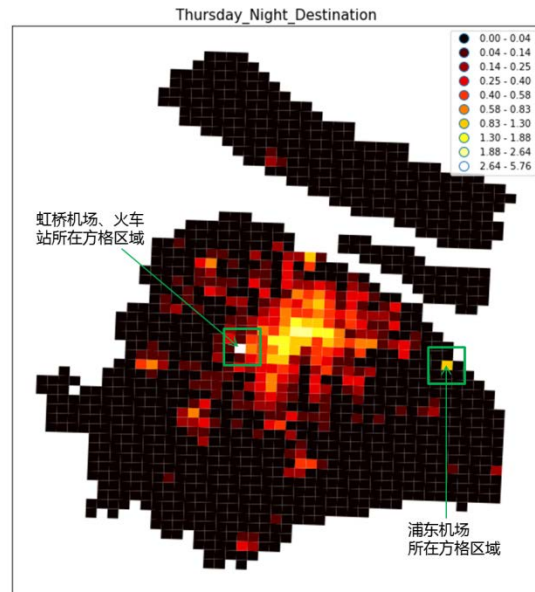 Thursday_Night_Destination
0.00 - 0.04
0.04 - 0.14
0.14 - 0.25
0.25 - 0.40
0.40 - 0.58
0.58 - 0.83
0.83 - 1.30
1.30 - 1.88
1.88 - 2.64
2.64 - 5.76
虹桥机场、火车
站所在方格区域
浦东机场
所在方格区域